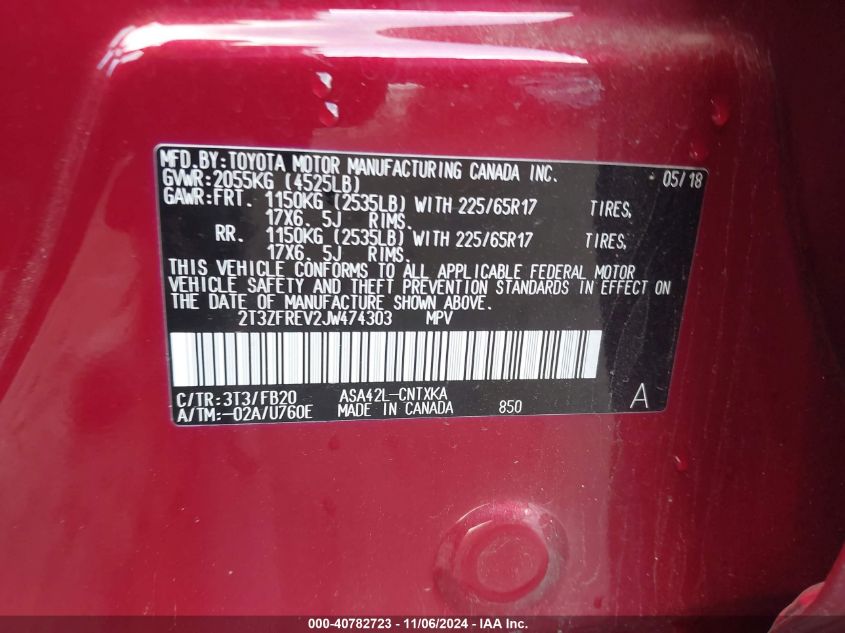 MFD.BY:TOYOTA MOTOR MANUFACTURING CANADA INC. 05/18
GVWR:2055KG (4525LB)
GAWR:FRT. 1150KG (2535LB) WITH 225/65R17 TIRES,
17X6. 5J RIMS.
RR. 1150KG (2535LB) WITH 225/65R17 TIRES,
17X6. 5J RIMS.
THIS VEHICLE CONFORMS TO ALL APPLICABLE FEDERAL MOTOR
VEHICLE SAFETY AND THEFT PREVENTION STANDARDS IN EFFECT ON
THE DATE OF MANUFACTURE SHOWN ABOVE.
2T3ZFREV2JW474303 MPV
C/TR:3T3/FB20 ASA42L-CNTXKA
A/TM:-02A/U760E MADE IN CANADA 850 A
000-40782723 - 11/06/2024 - IAA Inc.